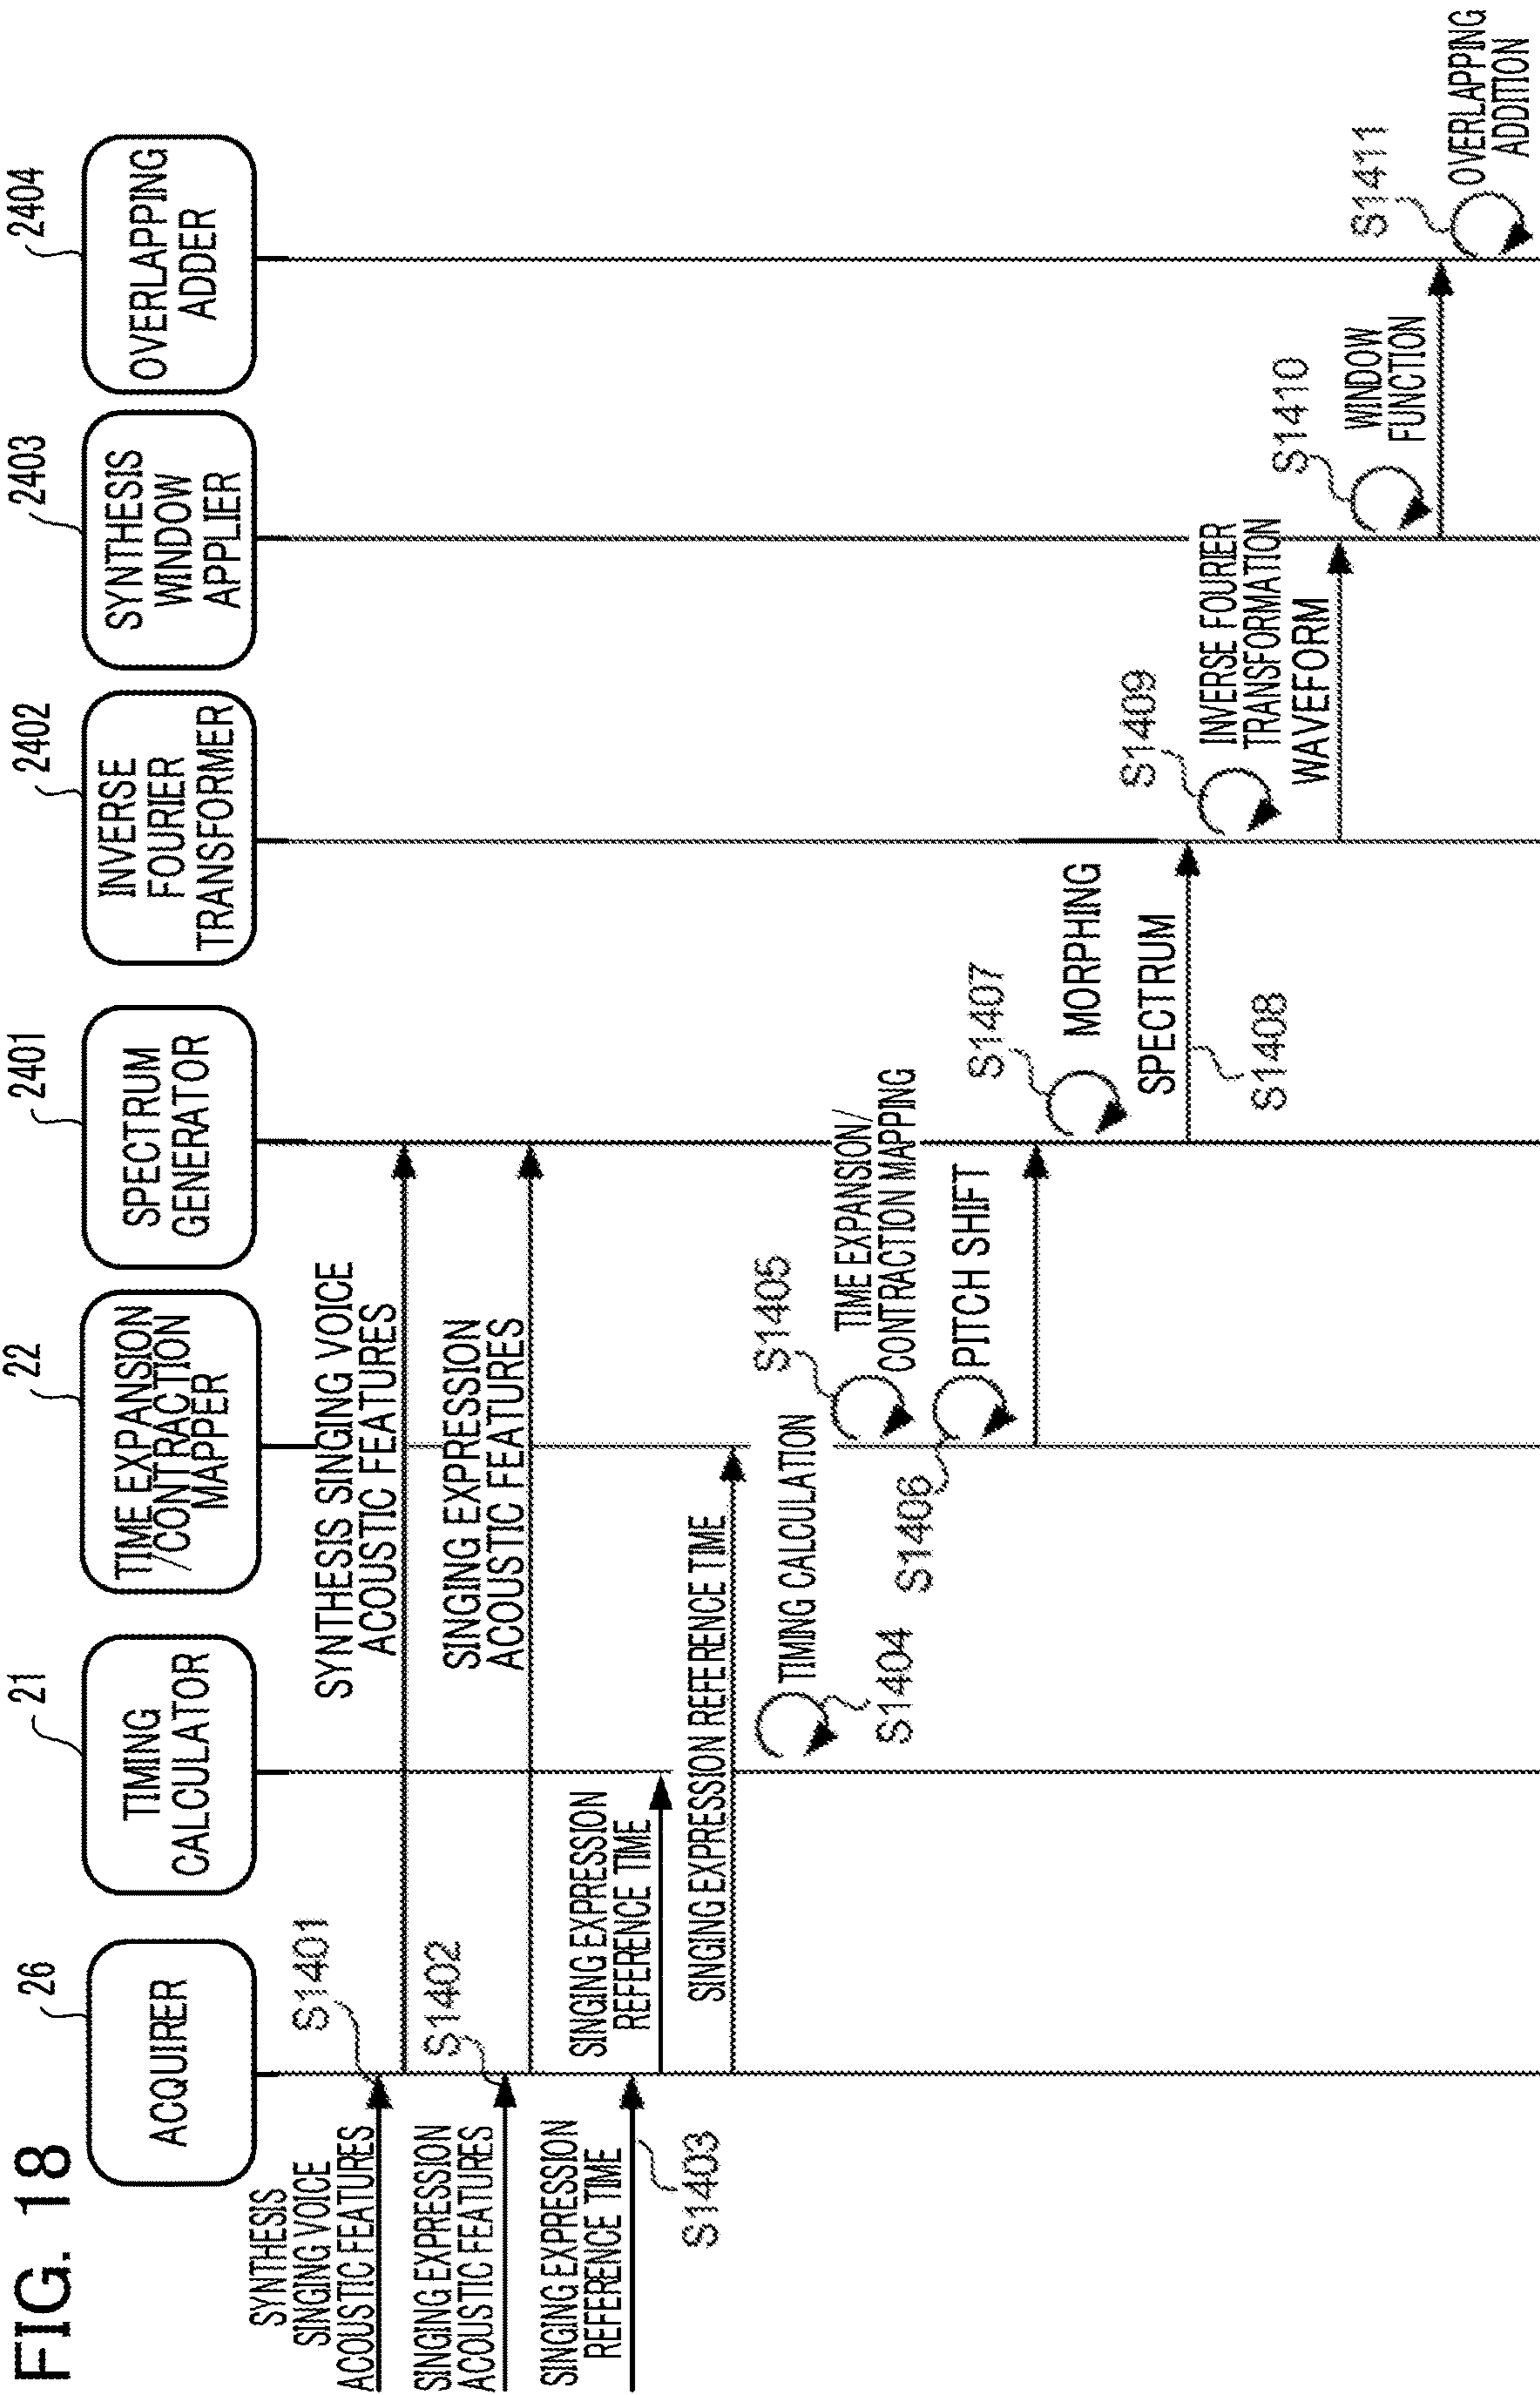 FIG. 18
26
ACQUIRER
21
TIMING
CALCULATOR
22
TIME EXPANSION
/CONTRACTION
MAPPER
2401
SPECTRUM
GENERATOR
2402
INVERSE
FOURIER
TRANSFORMER
2403
SYNTHESIS
WINDOW
APPLIER
2404
OVERLAPPING
ADDER
SYNTHESIS
SINGING VOICE
ACOUSTIC FEATURES
S1401
SYNTHESIS SINGING VOICE
ACOUSTIC FEATURES
SINGING EXPRESSION
ACOUSTIC FEATURES
S1402
SINGING EXPRESSION
ACOUSTIC FEATURES
SINGING EXPRESSION
REFERENCE TIME
S1403
SINGING EXPRESSION
REFERENCE TIME
SINGING EXPRESSION REFERENCE TIME
TIMING CALCULATION
S1404
S1405
TIME EXPANSION/
CONTRACTION MAPPING
S1406
PITCH SHIFT
S1407
MORPHING
SPECTRUM
S1408
S1409
INVERSE FOURIER
TRANSFORMATION
WAVEFORM
S1410
WINDOW
FUNCTION
S1411
OVERLAPPING
ADDITION